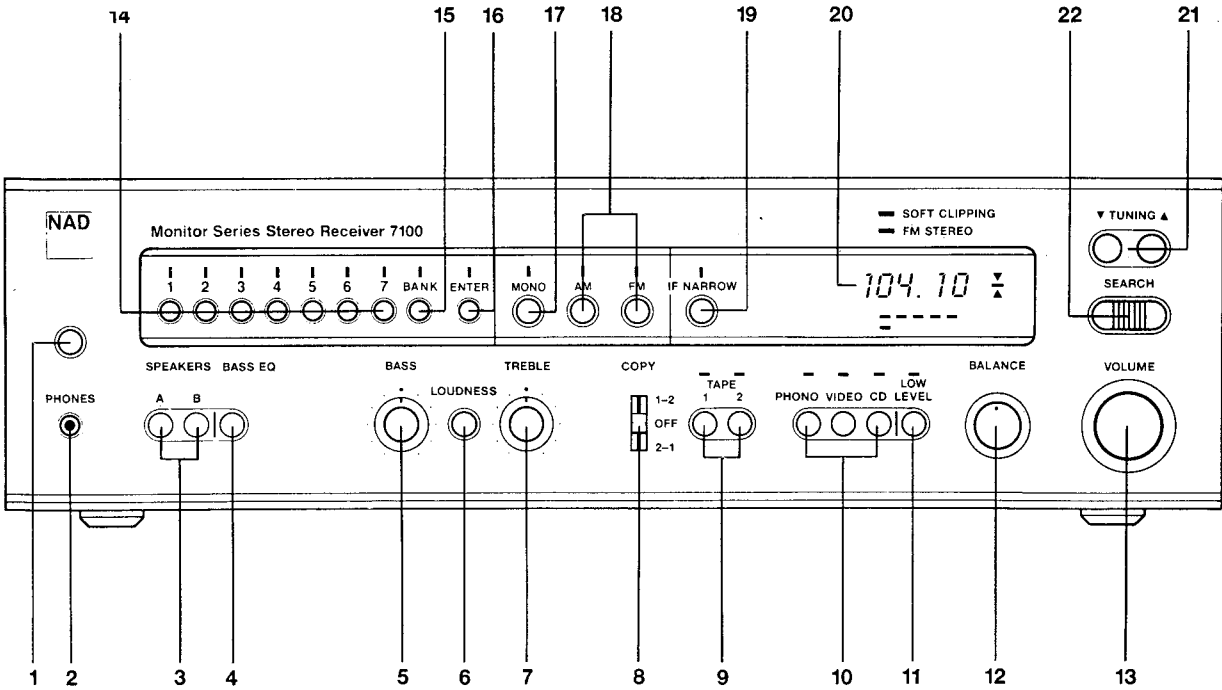 14 15 16 17 18 19 20 22 21
NAD
Monitor Series Stereo Receiver 7100
SOFT CLIPPING
FM STEREO
▼ TUNING ▲
1 2 3 4 5 6 7 BANK ENTER MONO AM FM IF NARROW
104.10
SEARCH
SPEAKERS BASS EQ BASS TREBLE COPY BALANCE VOLUME
LOUDNESS
PHONES
A B
1-2
OFF
2-1
TAPE
1 2
PHONO VIDEO CD LOW LEVEL
1 2 3 4 5 6 7 8 9 10 11 12 13